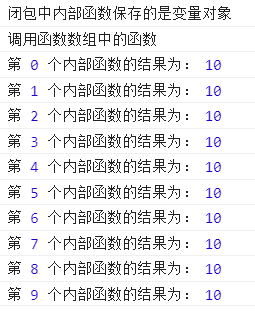 闭包中内部函数保存的是变量对象
调用函数数组中的函数
第 0 个内部函数的结果为： 10
第 1 个内部函数的结果为： 10
第 2 个内部函数的结果为： 10
第 3 个内部函数的结果为： 10
第 4 个内部函数的结果为： 10
第 5 个内部函数的结果为： 10
第 6 个内部函数的结果为： 10
第 7 个内部函数的结果为： 10
第 8 个内部函数的结果为： 10
第 9 个内部函数的结果为： 10